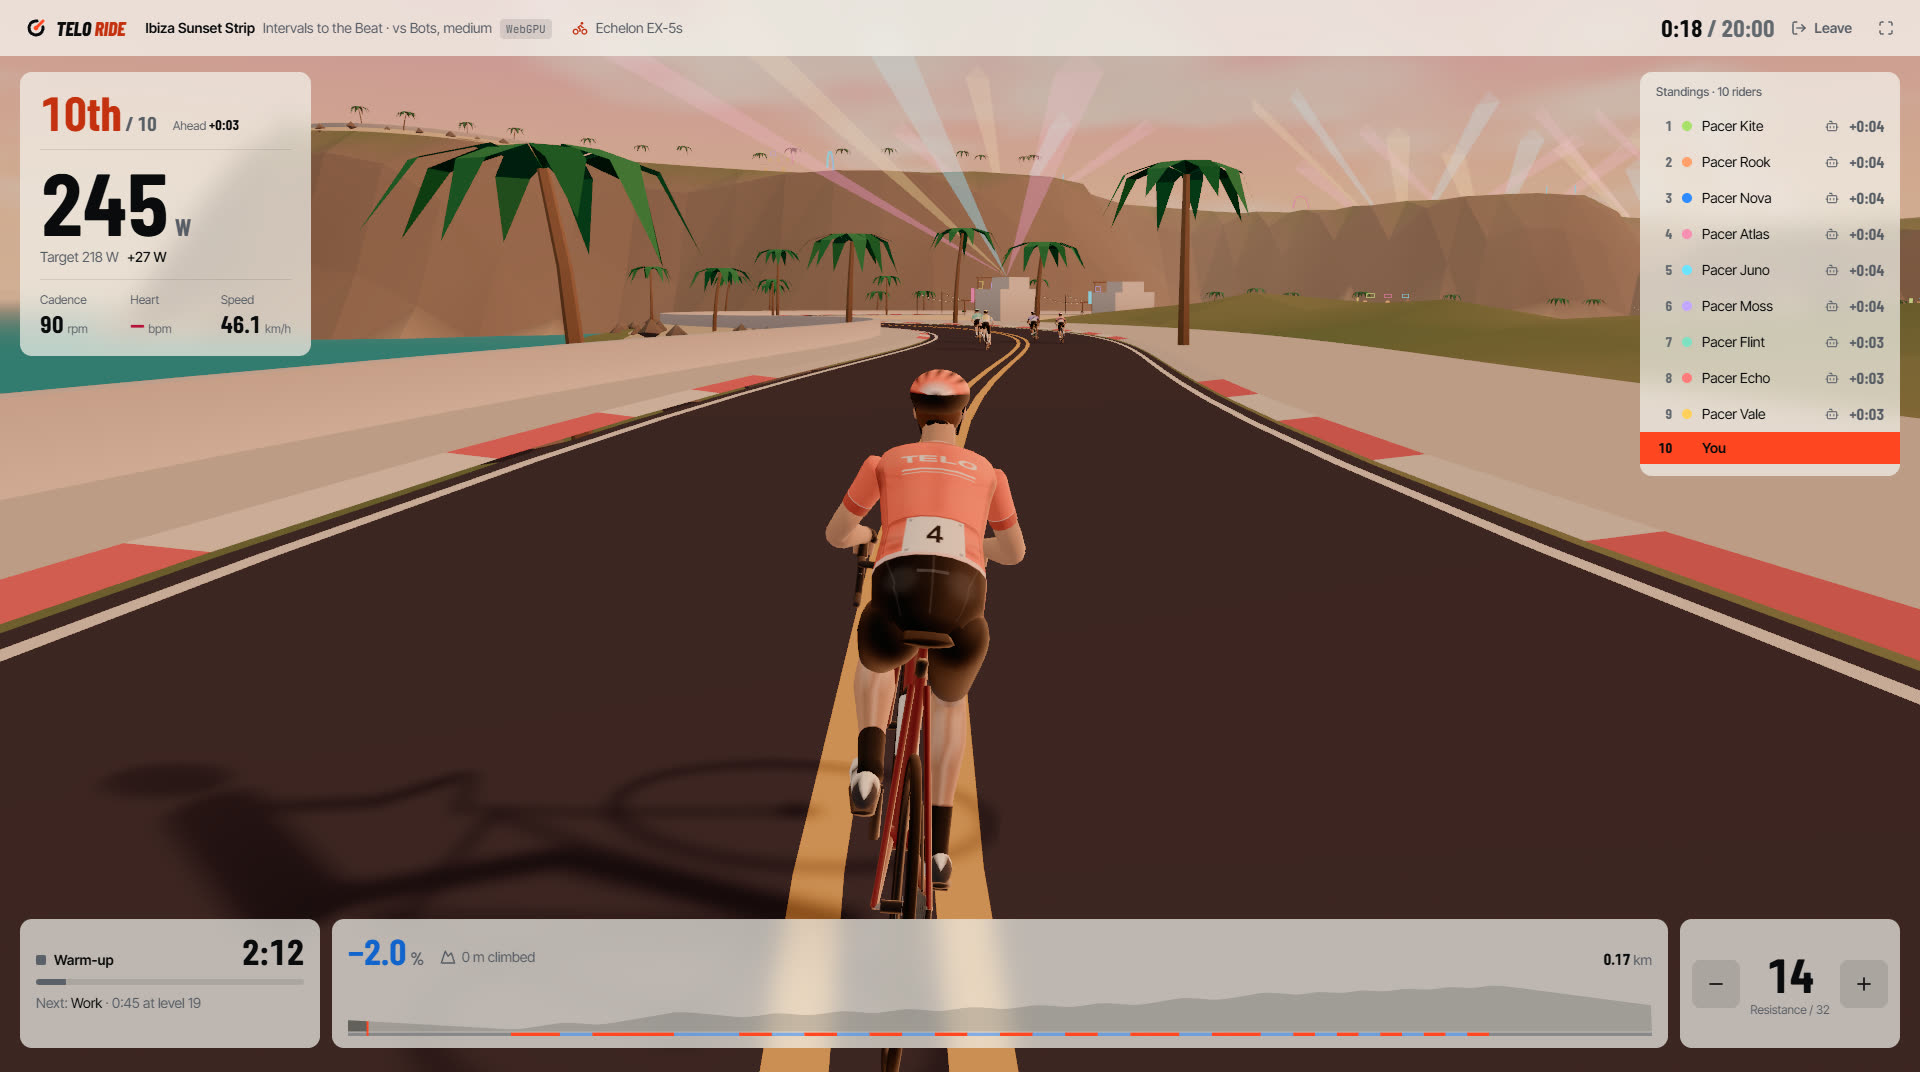 TELO RIDE Ibiza Sunset Strip Intervals to the Beat · vs Bots, medium WebGPU Echelon EX-5s 0:18 / 20:00 Leave
10th / 10 Ahead +0:03
245 W
Target 218 W +27 W
Cadence Heart Speed
90 rpm – bpm 46.1 km/h
Standings · 10 riders
1 Pacer Kite +0:04
2 Pacer Rook +0:04
3 Pacer Nova +0:04
4 Pacer Atlas +0:04
5 Pacer Juno +0:04
6 Pacer Moss +0:04
7 Pacer Flint +0:03
8 Pacer Echo +0:03
9 Pacer Vale +0:03
10 You
TELO
4
Warm-up 2:12
Next: Work · 0:45 at level 19
−2.0 % 0 m climbed 0.17 km
− 14 +
Resistance / 32